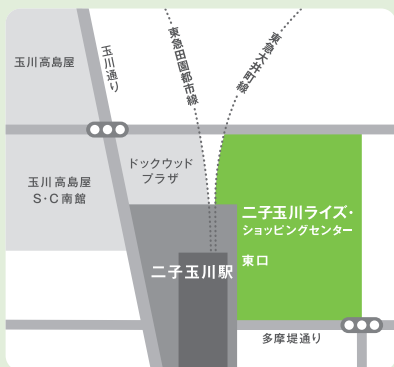 玉川高島屋
玉川通り
東急田園都市線
東急大井町線
ドックウッド
プラザ
玉川高島屋
S・C南館
二子玉川ライズ・
ショッピングセンター
二子玉川駅
東口
多摩堤通り